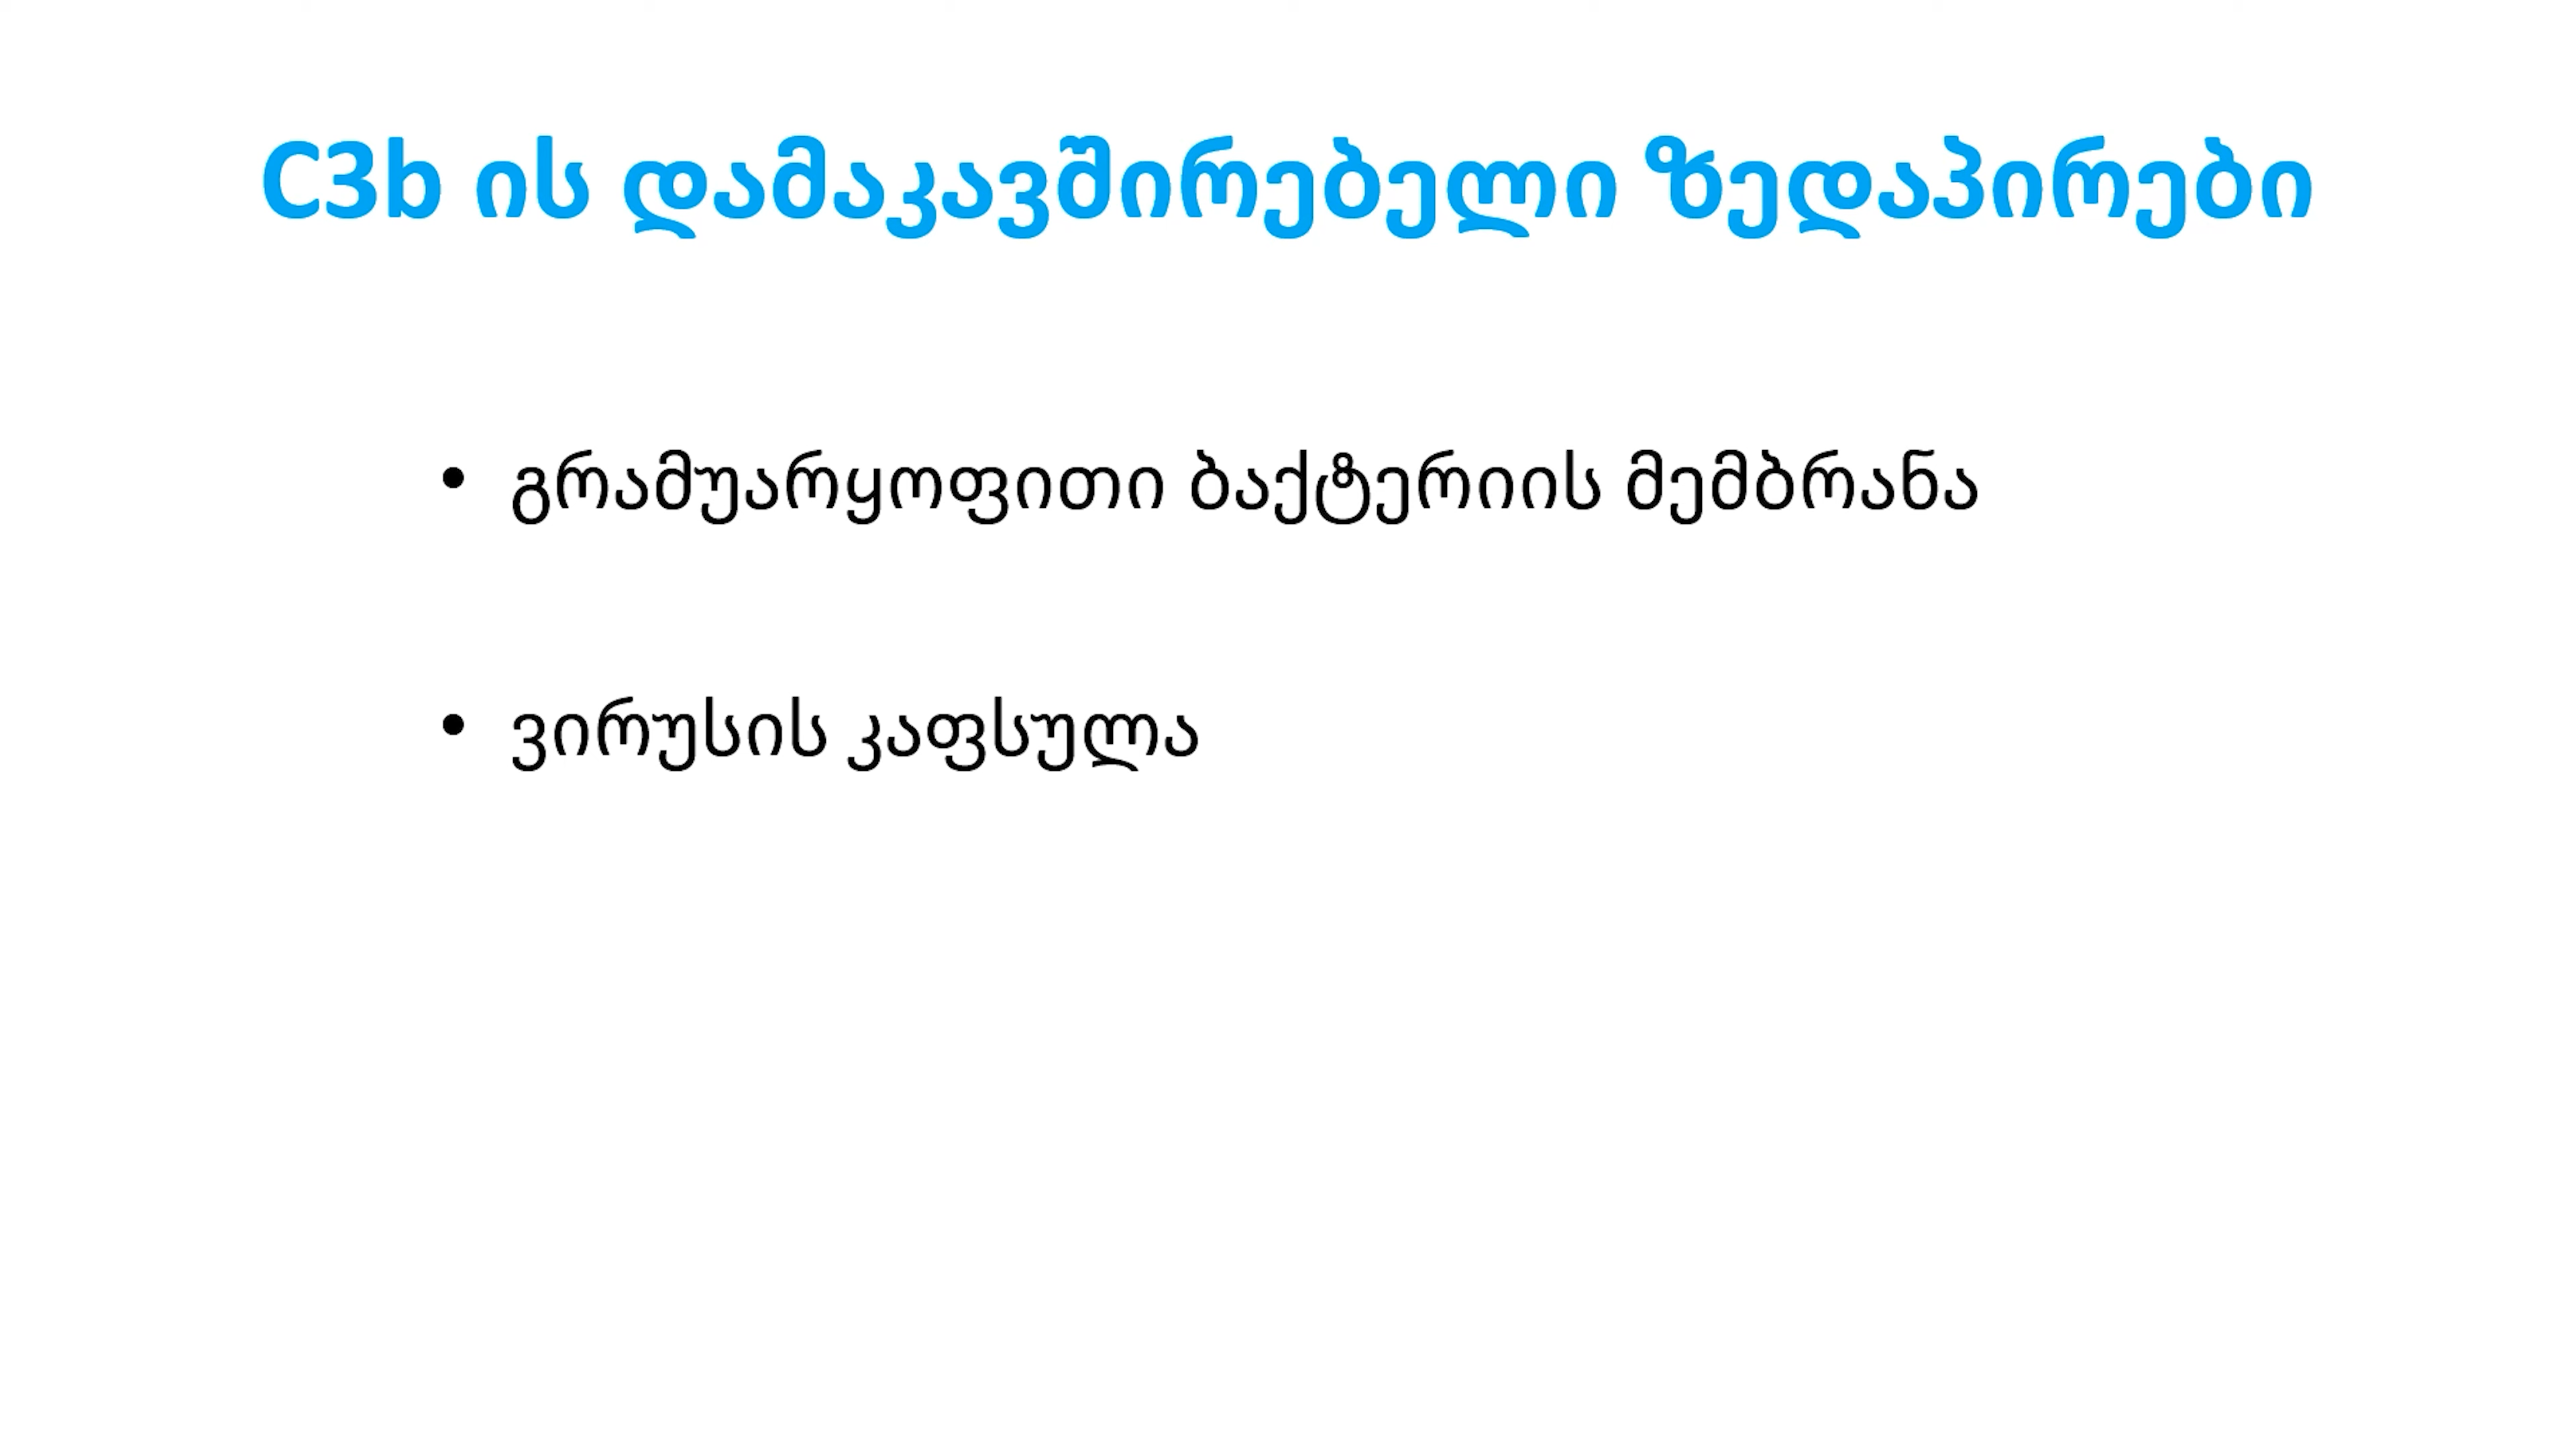 C3b ის დამაკავშირებელი ზედაპირები
• გრამუარყოფითი ბაქტერიის მემბრანა
• ვირუსის კაფსულა